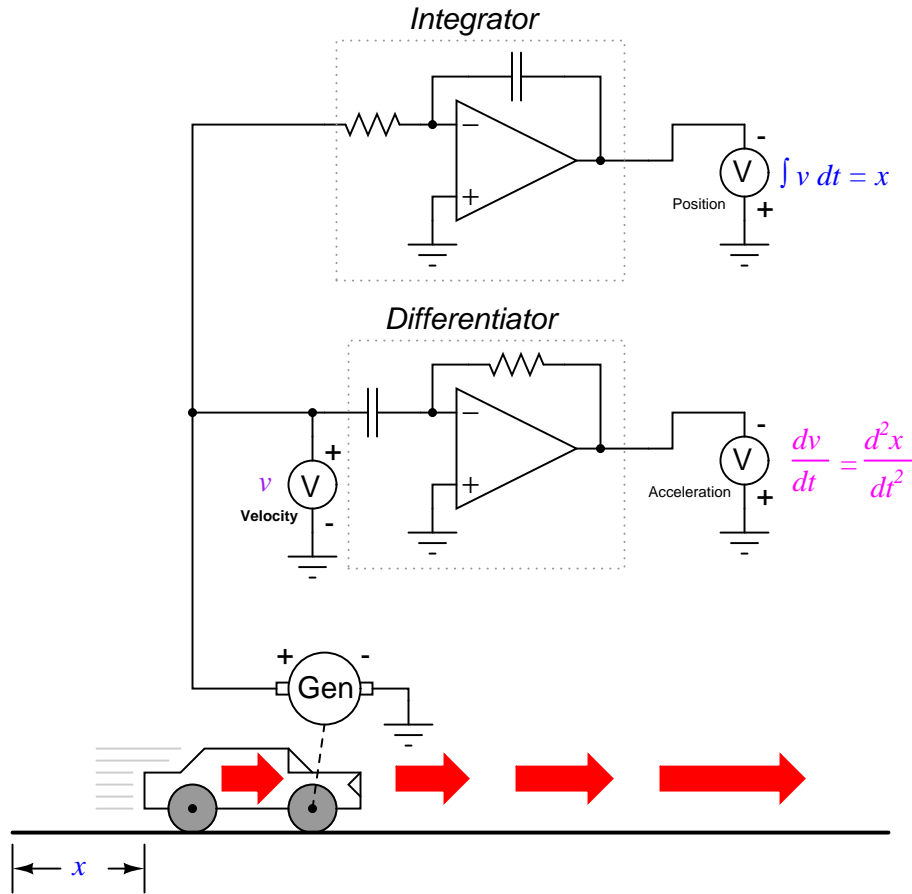 Integrator
−
+
-
V
+
Position
∫ v dt = x
Differentiator
−
+
-
V
+
Acceleration
dv/dt = d²x/dt²
+
v
V
Velocity
-
+
-
Gen
x